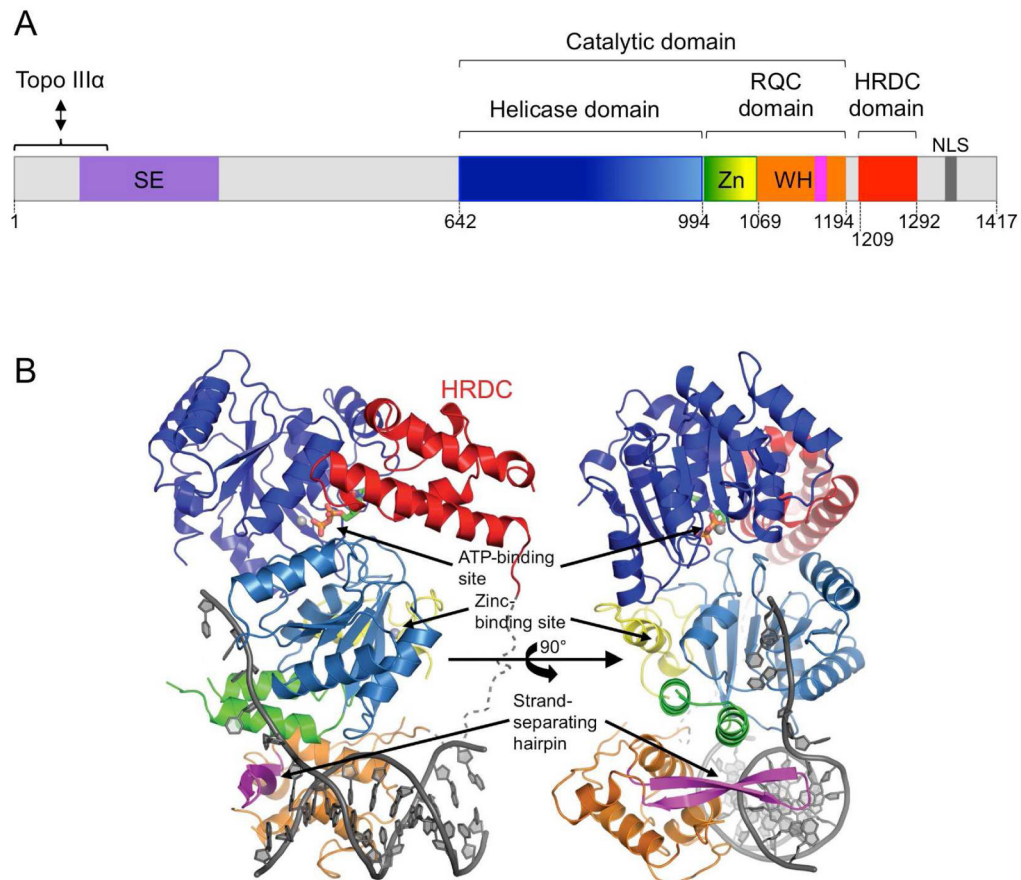 A
Catalytic domain
Topo IIIα
RQC
domain
HRDC
domain
Helicase domain
NLS
SE
Zn
WH
1
642
994
1069
1194
1209
1292
1417
B
HRDC
ATP-binding
site
Zinc-
binding site
90°
Strand-
separating
hairpin